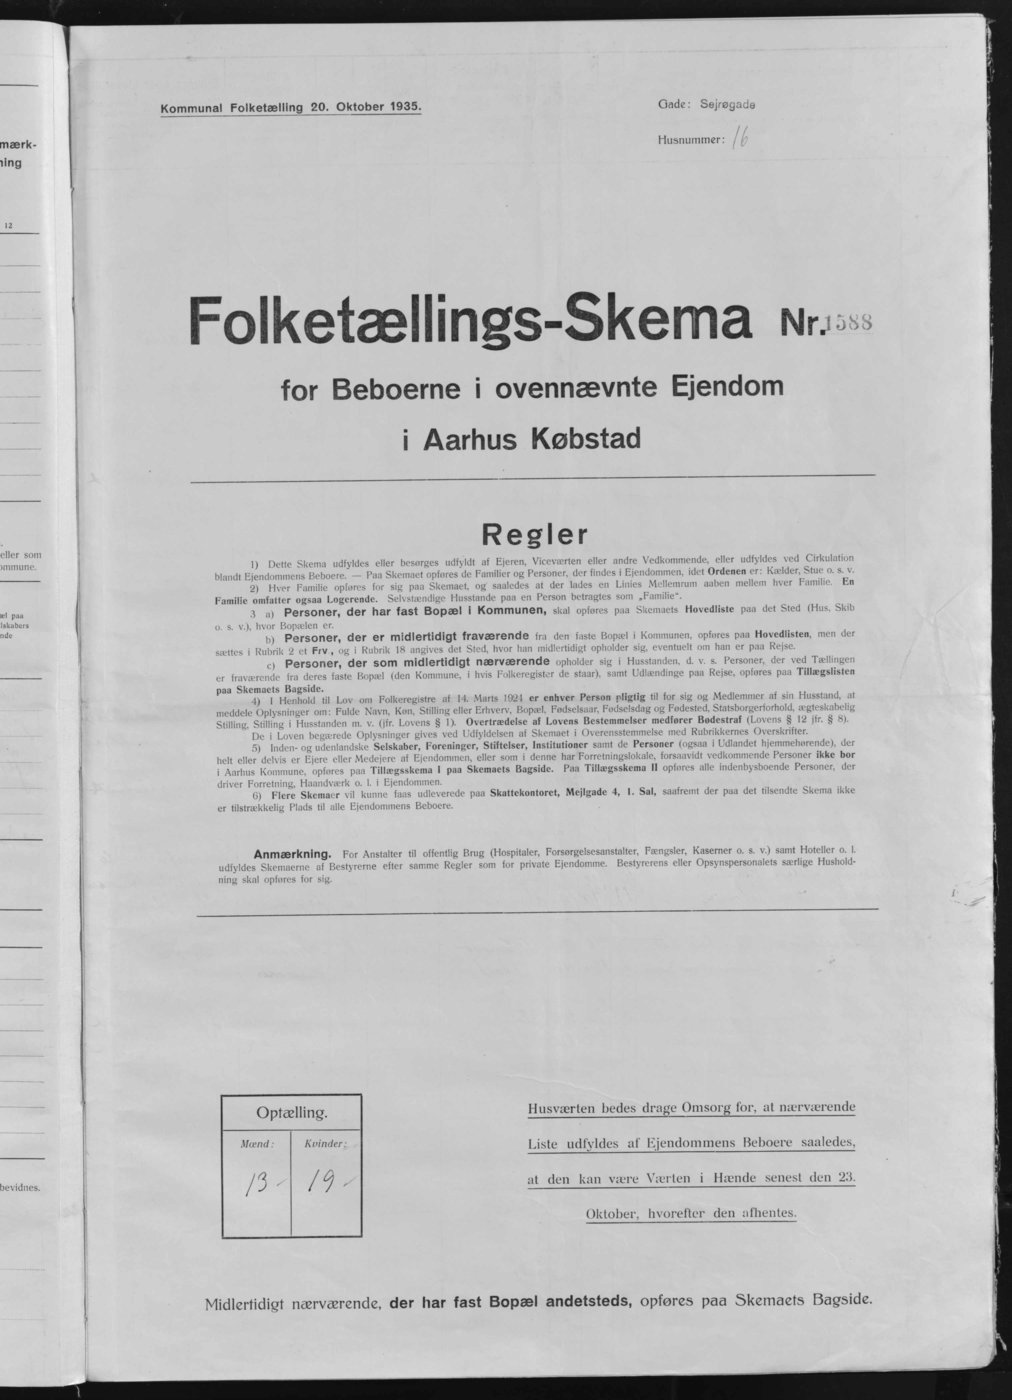 mærk-
ning
12
eller som
ommune.
æl paa
lskabers
nde
bevidnes.
Kommunal Folketælling 20. Oktober 1935.
Gade: Sejrøgade
Husnummer: 16
Folketællings-Skema Nr. 1588
for Beboerne i ovennævnte Ejendom
i Aarhus Købstad
Regler
1) Dette Skema udfyldes eller besørges udfyldt af Ejeren, Viceværten eller andre Vedkommende, eller udfyldes ved Cirkulation
blandt Ejendommens Beboere. — Paa Skemaet opføres de Familier og Personer, der findes i Ejendommen, idet Ordenen er: Kælder, Stue o. s. v.
2) Hver Familie opføres for sig paa Skemaet, og saaledes at der lades en Linies Mellemrum aaben mellem hver Familie. En
Familie omfatter ogsaa Logerende. Selvstændige Husstande paa en Person betragtes som „Familie“.
3 a) Personer, der har fast Bopæl i Kommunen, skal opføres paa Skemaets Hovedliste paa det Sted (Hus, Skib
o. s. v.), hvor Bopælen er.
b) Personer, der er midlertidigt fraværende fra den faste Bopæl i Kommunen, opføres paa Hovedlisten, men der
sættes i Rubrik 2 et Frv., og i Rubrik 18 angives det Sted, hvor han midlertidigt opholder sig, eventuelt om han er paa Rejse.
c) Personer, der som midlertidigt nærværende opholder sig i Husstanden, d. v. s. Personer, der ved Tællingen
er fraværende fra deres faste Bopæl (den Kommune, i hvis Folkeregister de staar), samt Udlændinge paa Rejse, opføres paa Tillægslisten
paa Skemaets Bagside.
4) I Henhold til Lov om Folkeregistre af 14. Marts 1924 er enhver Person pligtig til for sig og Medlemmer af sin Husstand, at
meddele Oplysninger om: Fulde Navn, Køn, Stilling eller Erhverv, Bopæl, Fødselsaar, Fødselsdag og Fødested, Statsborgerforhold, ægteskabelig
Stilling, Stilling i Husstanden m. v. (jfr. Lovens § 1). Overtrædelse af Lovens Bestemmelser medfører Bødestraf (Lovens § 12 jfr. § 8).
De i Loven begærede Oplysninger gives ved Udfyldelsen af Skemaet i Overensstemmelse med Rubrikkernes Overskrifter.
5) Inden- og udenlandske Selskaber, Foreninger, Stiftelser, Institutioner samt de Personer (ogsaa i Udlandet hjemmehørende), der
helt eller delvis er Ejere eller Medejere af Ejendommen, eller som i denne har Forretningslokale, forsaavidt vedkommende Personer ikke bor
i Aarhus Kommune, opføres paa Tillægsskema I paa Skemaets Bagside. Paa Tillægsskema II opføres alle indenbysboende Personer, der
driver Forretning, Haandværk o. l. i Ejendommen.
6) Flere Skemaer vil kunne faas udleverede paa Skattekontoret, Mejlgade 4, 1. Sal, saafremt der paa det tilsendte Skema ikke
er tilstrækkelig Plads til alle Ejendommens Beboere.
Anmærkning. For Anstalter til offentlig Brug (Hospitaler, Forsørgelsesanstalter, Fængsler, Kaserner o. s. v.) samt Hoteller o. l.
udfyldes Skemaerne af Bestyrerne efter samme Regler som for private Ejendomme. Bestyrerens eller Opsynspersonalets særlige Hushold-
ning skal opføres for sig.
Optælling.
Mænd: Kvinder:
13 - 19 -
Husværten bedes drage Omsorg for, at nærværende
Liste udfyldes af Ejendommens Beboere saaledes,
at den kan være Værten i Hænde senest den 23.
Oktober, hvorefter den afhentes.
Midlertidigt nærværende, der har fast Bopæl andetsteds, opføres paa Skemaets Bagside.